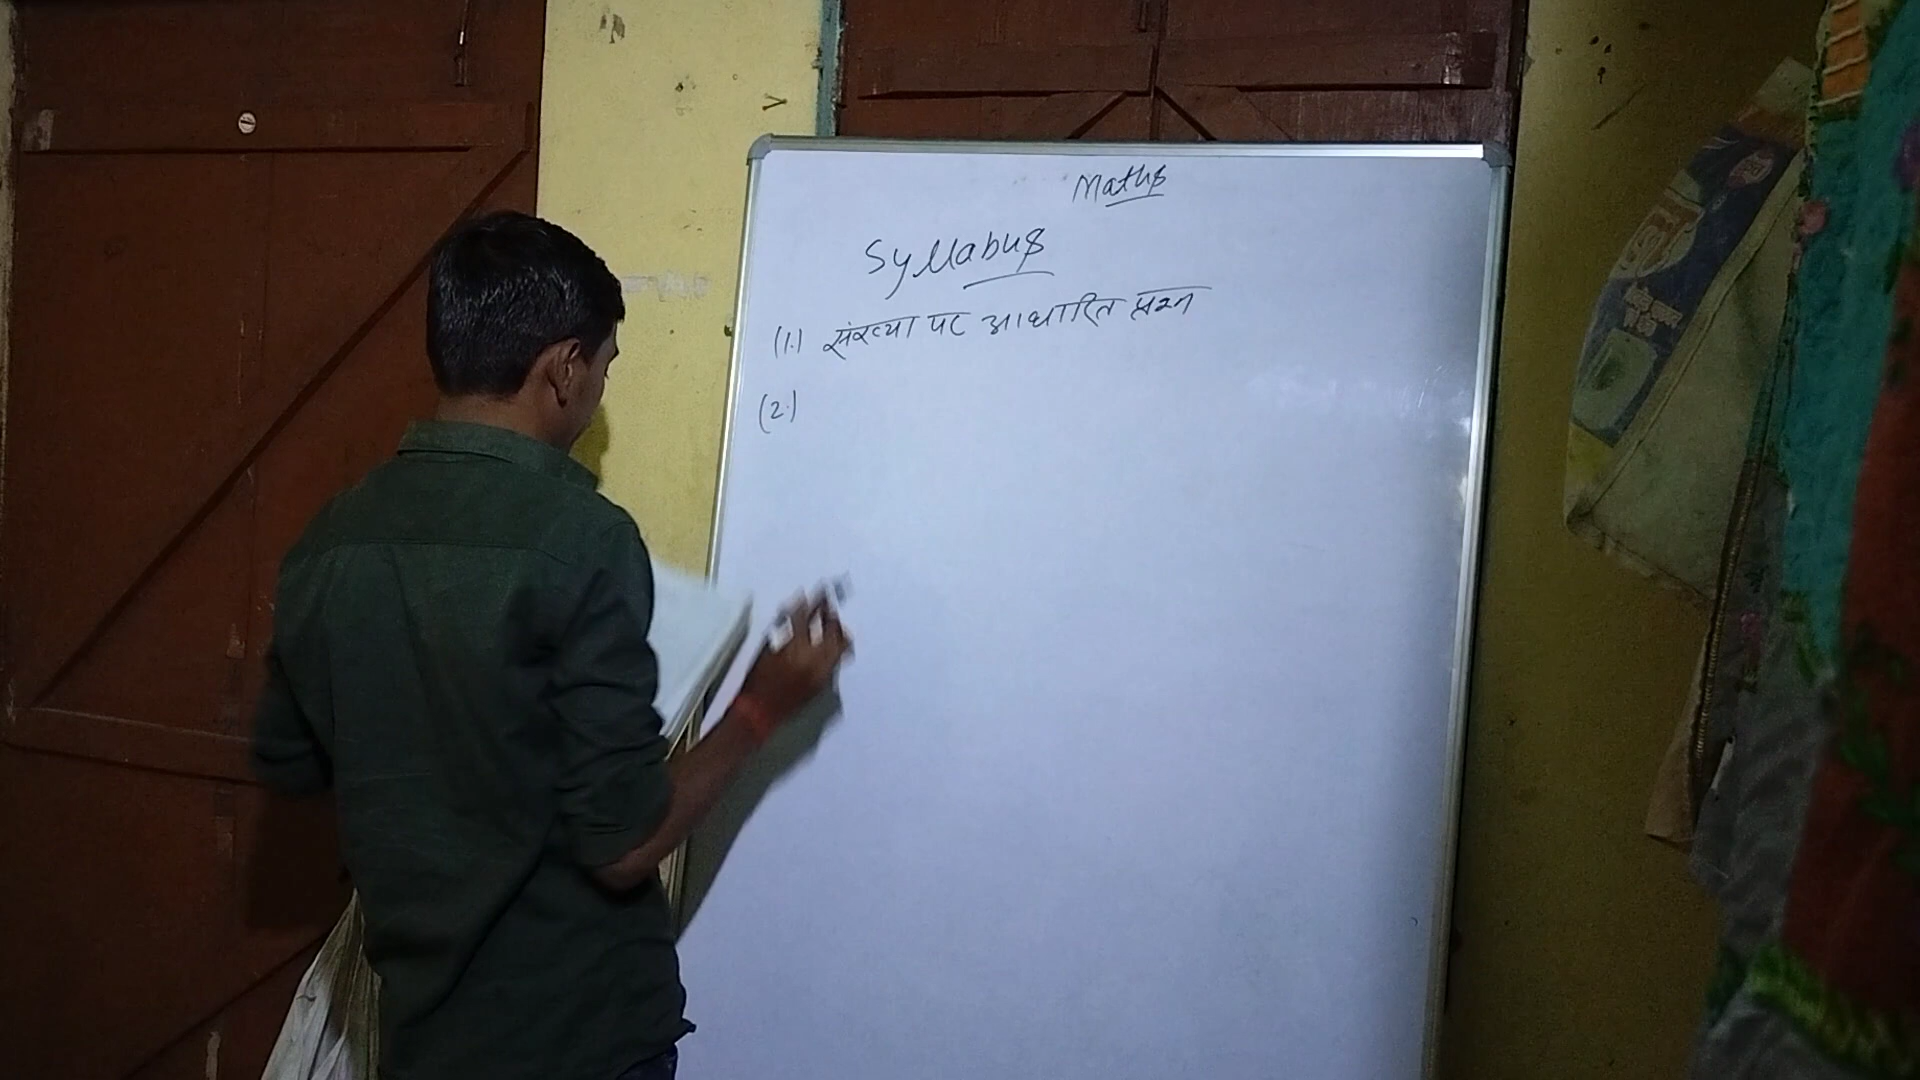 Maths
Syllabus
(1.) संख्या पर आधारित प्रश्न
(2.)